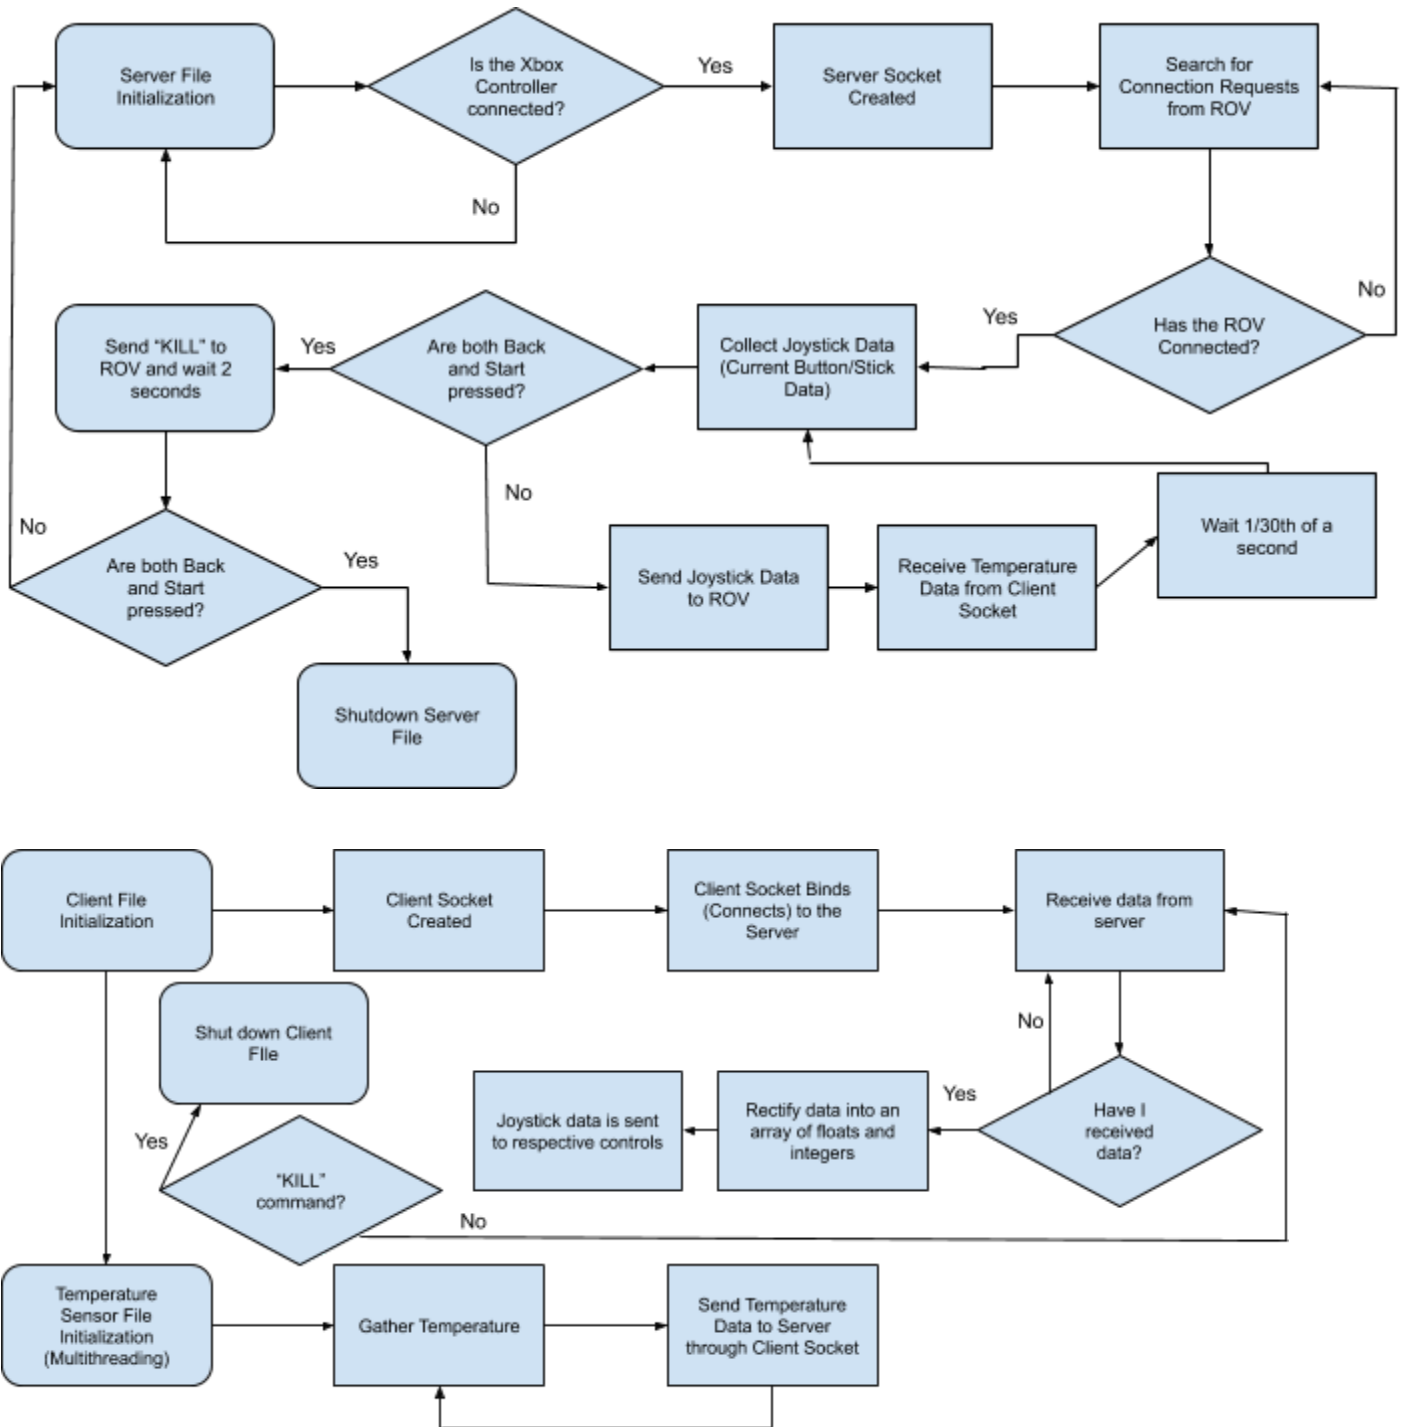 Server File
Initialization
Is the Xbox
Controller
connected?
Yes
Server Socket
Created
Search for
Connection Requests
from ROV
No
No
Has the ROV
Connected?
Yes
Collect Joystick Data
(Current Button/Stick
Data)
Are both Back
and Start
pressed?
Yes
Send “KILL” to
ROV and wait 2
seconds
No
No
Are both Back
and Start
pressed?
Yes
Send Joystick Data
to ROV
Receive Temperature
Data from Client
Socket
Wait 1/30th of a
second
Shutdown Server
File
Client File
Initialization
Client Socket
Created
Client Socket Binds
(Connects) to the
Server
Receive data from
server
Shut down Client
FIle
No
Yes
Have I
received
data?
Rectify data into an
array of floats and
integers
Joystick data is sent
to respective controls
Yes
“KILL”
command?
No
Temperature
Sensor File
Initialization
(Multithreading)
Gather Temperature
Send Temperature
Data to Server
through Client Socket